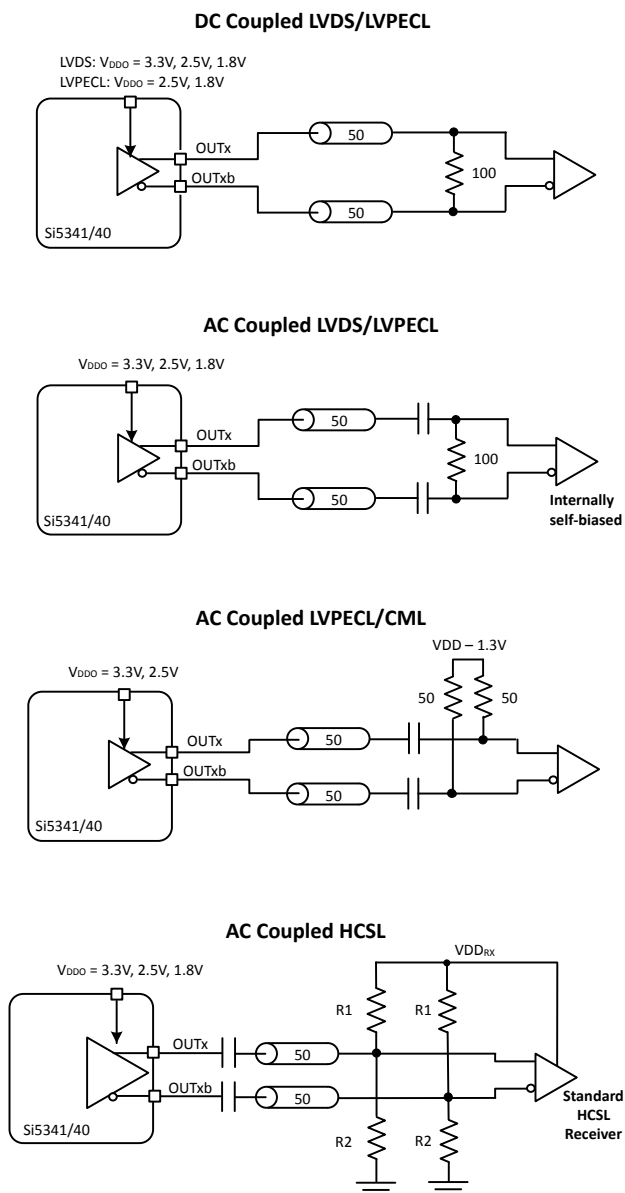 DC Coupled LVDS/LVPECL
LVDS: VDDO = 3.3V, 2.5V, 1.8V
LVPECL: VDDO = 2.5V, 1.8V
OUTx
50
100
OUTxb
50
Si5341/40
AC Coupled LVDS/LVPECL
VDDO = 3.3V, 2.5V, 1.8V
OUTx
50
100
OUTxb
50
Internally
self-biased
Si5341/40
AC Coupled LVPECL/CML
VDD – 1.3V
VDDO = 3.3V, 2.5V
50
50
OUTx
50
OUTxb
50
Si5341/40
AC Coupled HCSL
VDDRX
VDDO = 3.3V, 2.5V, 1.8V
R1
R1
OUTx
50
OUTxb
50
Standard
HCSL
Receiver
R2
R2
Si5341/40